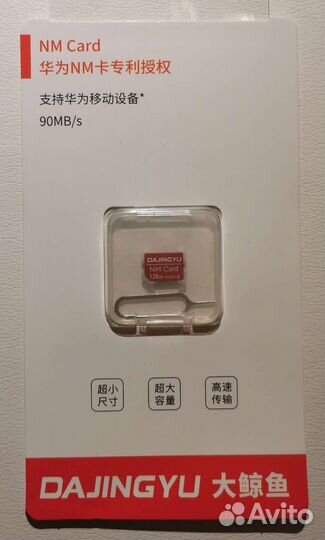 NM Card
华为NM卡专利授权
支持华为移动设备*
90MB/s
DAJINGYU
NM Card
128GB
超小
尺寸
超大
容量
高速
传输
DAJINGYU 大鲸鱼
Avito